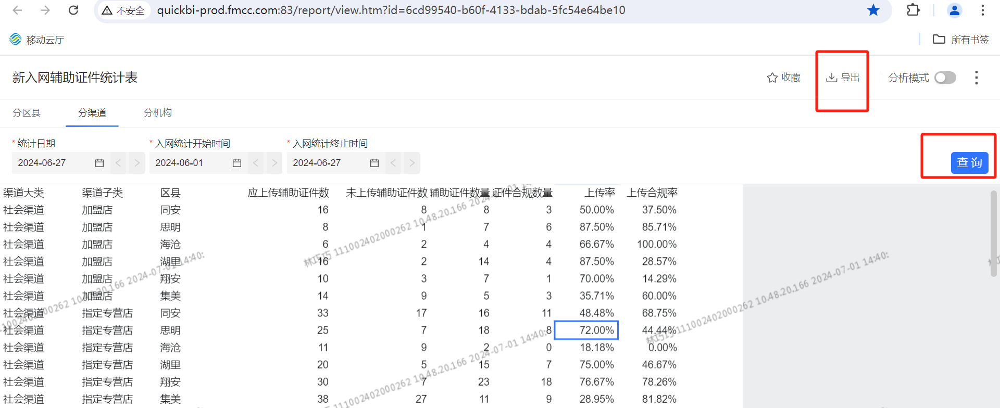 不安全 quickbi-prod.fmcc.com:83/report/view.htm?id=6cd99540-b60f-4133-bdab-5fc54e64be10
移动云厅 所有书签
新入网辅助证件统计表 收藏 导出 分析模式
分区县 分渠道 分机构
* 统计日期 * 入网统计开始时间 * 入网统计终止时间
2024-06-27 2024-06-01 2024-06-27 查 询
渠道大类 渠道子类 区县 应上传辅助证件数 未上传辅助证件数 辅助证件数量 证件合规数量 上传率 上传合规率
社会渠道 加盟店 同安 16 8 8 3 50.00% 37.50%
社会渠道 加盟店 思明 8 1 7 6 87.50% 85.71%
社会渠道 加盟店 海沧 6 2 4 4 66.67% 100.00%
社会渠道 加盟店 湖里 16 2 14 4 87.50% 28.57%
社会渠道 加盟店 翔安 10 3 7 1 70.00% 14.29%
社会渠道 加盟店 集美 14 9 5 3 35.71% 60.00%
社会渠道 指定专营店 同安 33 17 16 11 48.48% 68.75%
社会渠道 指定专营店 思明 25 7 18 8 72.00% 44.44%
社会渠道 指定专营店 海沧 11 9 2 0 18.18% 0.00%
社会渠道 指定专营店 湖里 20 5 15 7 75.00% 46.67%
社会渠道 指定专营店 翔安 30 7 23 18 76.67% 78.26%
社会渠道 指定专营店 集美 38 27 11 9 28.95% 81.82%
111002402000262 10.48.20.166 2024-07-01 14:40: